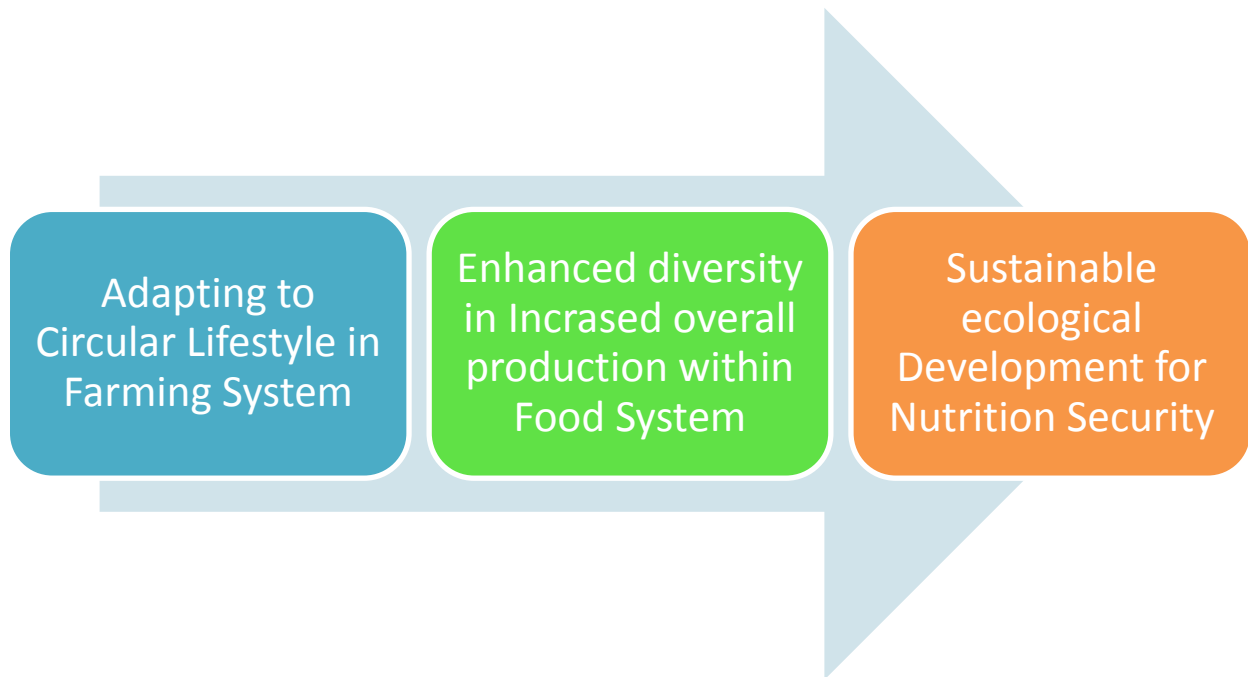 Adapting to
Circular Lifestyle in
Farming System
Enhanced diversity
in Incrased overall
production within
Food System
Sustainable
ecological
Development for
Nutrition Security